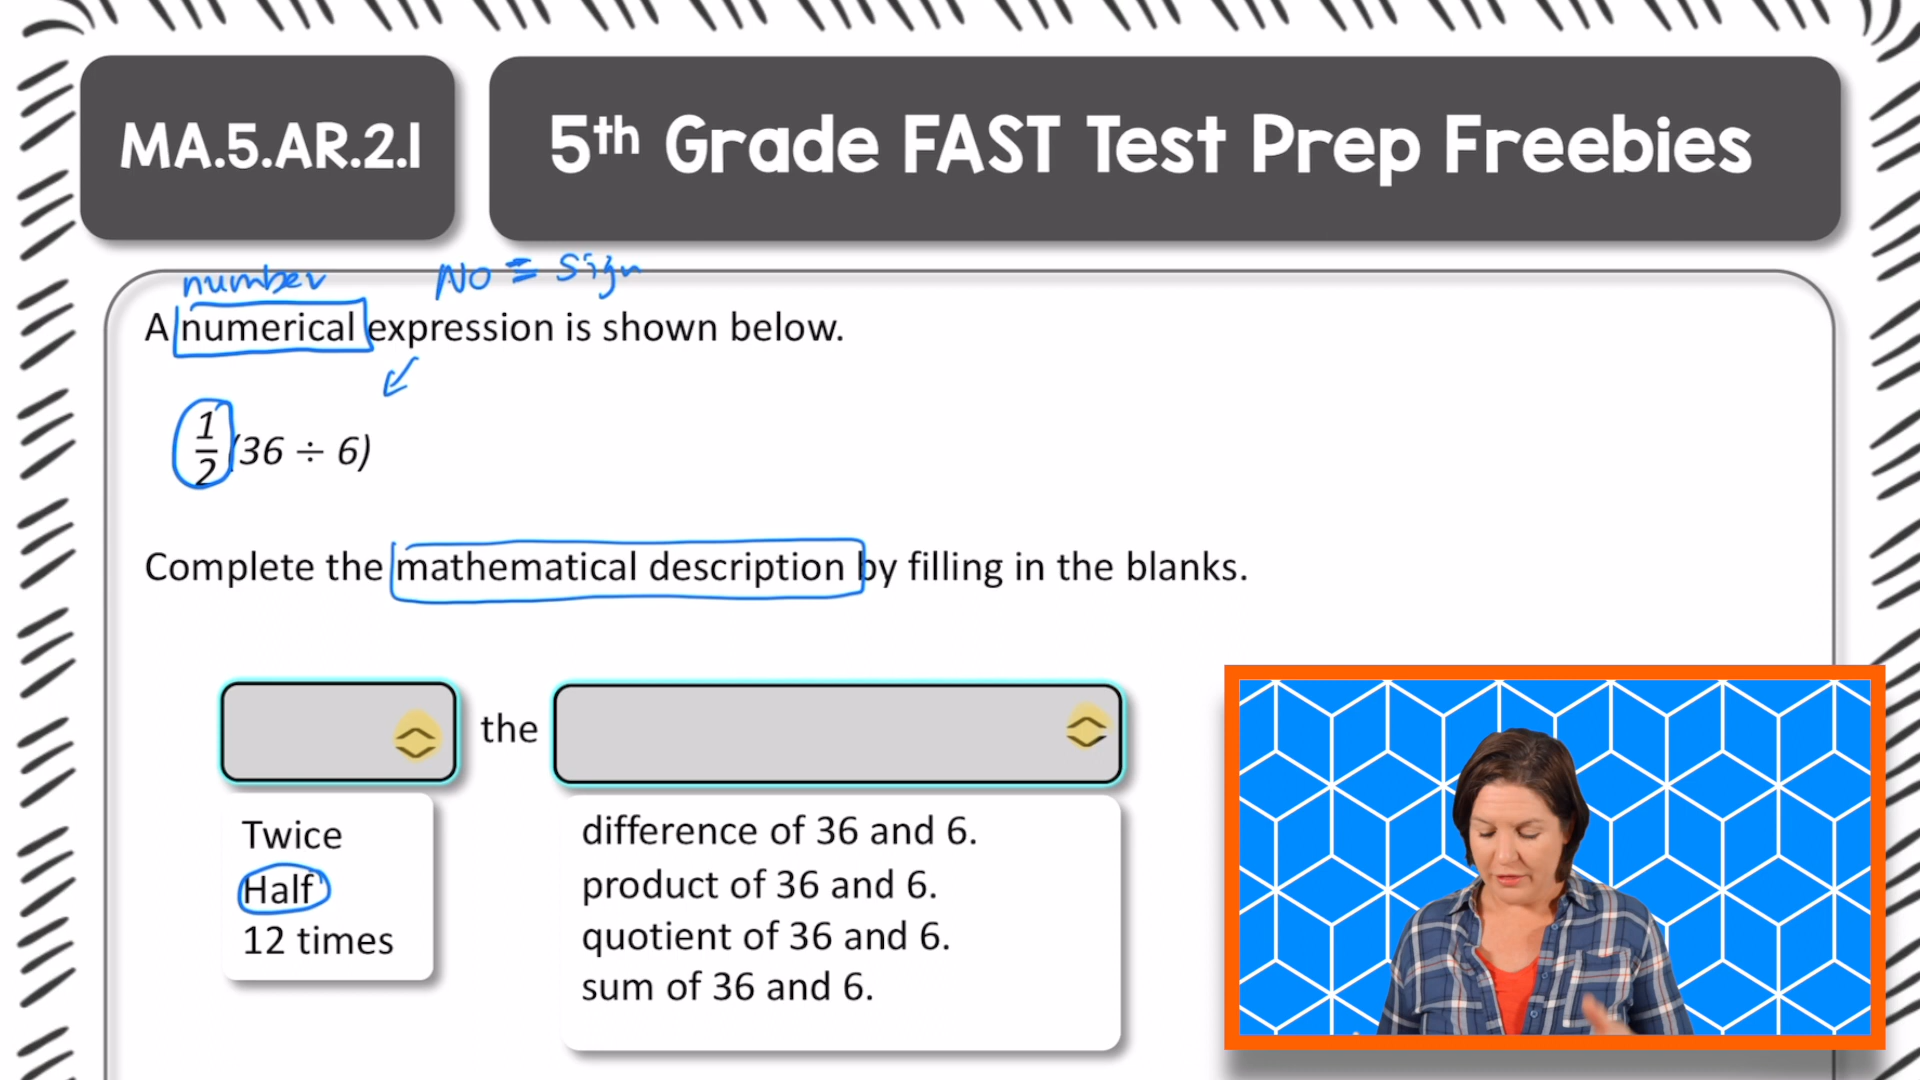 MA.5.AR.2.1
5th Grade FAST Test Prep Freebies
number
No = sign
A numerical expression is shown below.
1/2(36 ÷ 6)
Complete the mathematical description by filling in the blanks.
the
Twice
Half
12 times
difference of 36 and 6.
product of 36 and 6.
quotient of 36 and 6.
sum of 36 and 6.